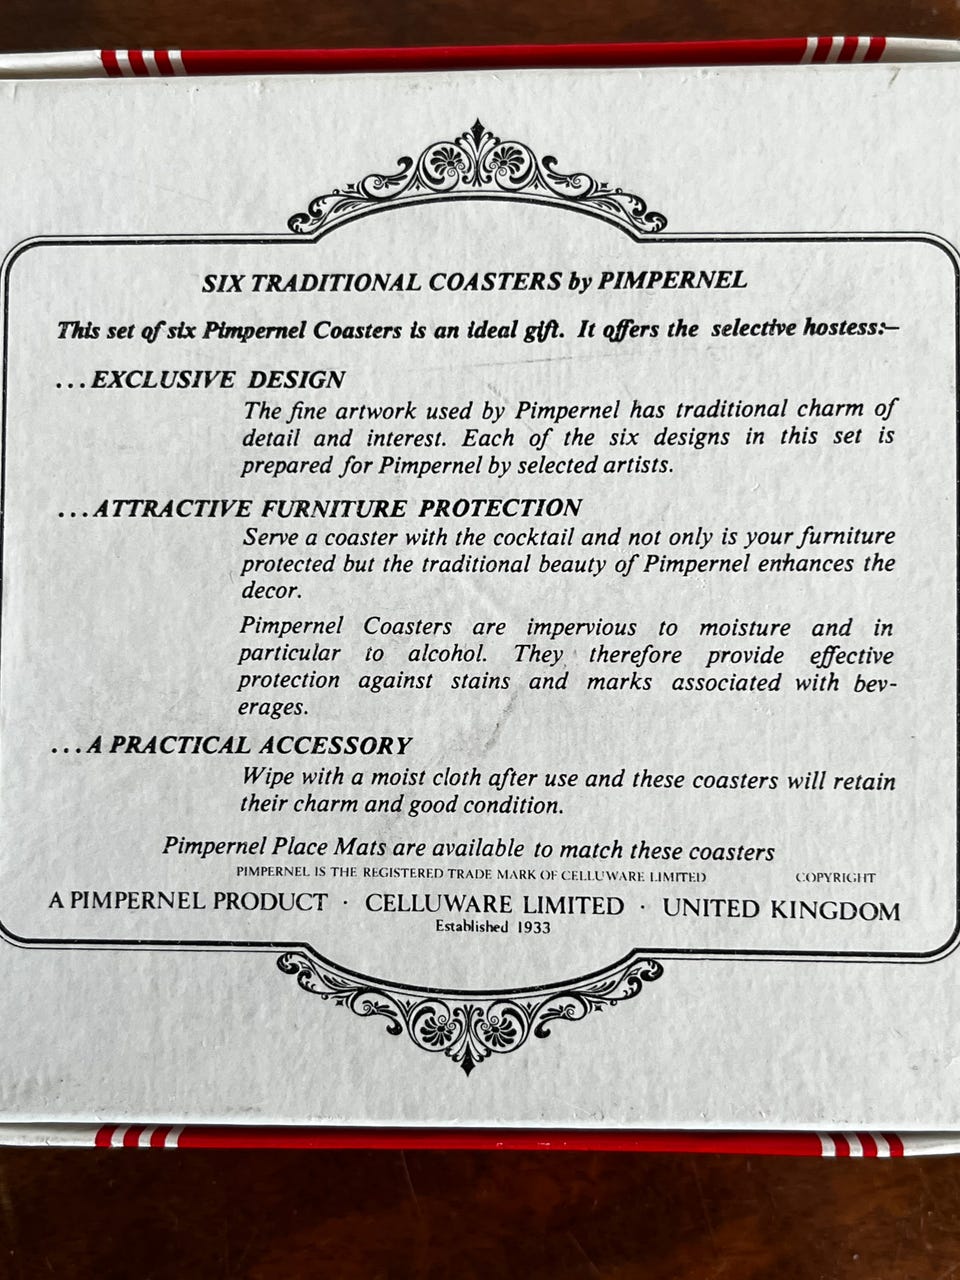 SIX TRADITIONAL COASTERS by PIMPERNEL
This set of six Pimpernel Coasters is an ideal gift. It offers the selective hostess:–
...EXCLUSIVE DESIGN
The fine artwork used by Pimpernel has traditional charm of
detail and interest. Each of the six designs in this set is
prepared for Pimpernel by selected artists.
...ATTRACTIVE FURNITURE PROTECTION
Serve a coaster with the cocktail and not only is your furniture
protected but the traditional beauty of Pimpernel enhances the
decor.
Pimpernel Coasters are impervious to moisture and in
particular to alcohol. They therefore provide effective
protection against stains and marks associated with bev-
erages.
...A PRACTICAL ACCESSORY
Wipe with a moist cloth after use and these coasters will retain
their charm and good condition.
Pimpernel Place Mats are available to match these coasters
PIMPERNEL IS THE REGISTERED TRADE MARK OF CELLUWARE LIMITED COPYRIGHT
A PIMPERNEL PRODUCT · CELLUWARE LIMITED · UNITED KINGDOM
Established 1933